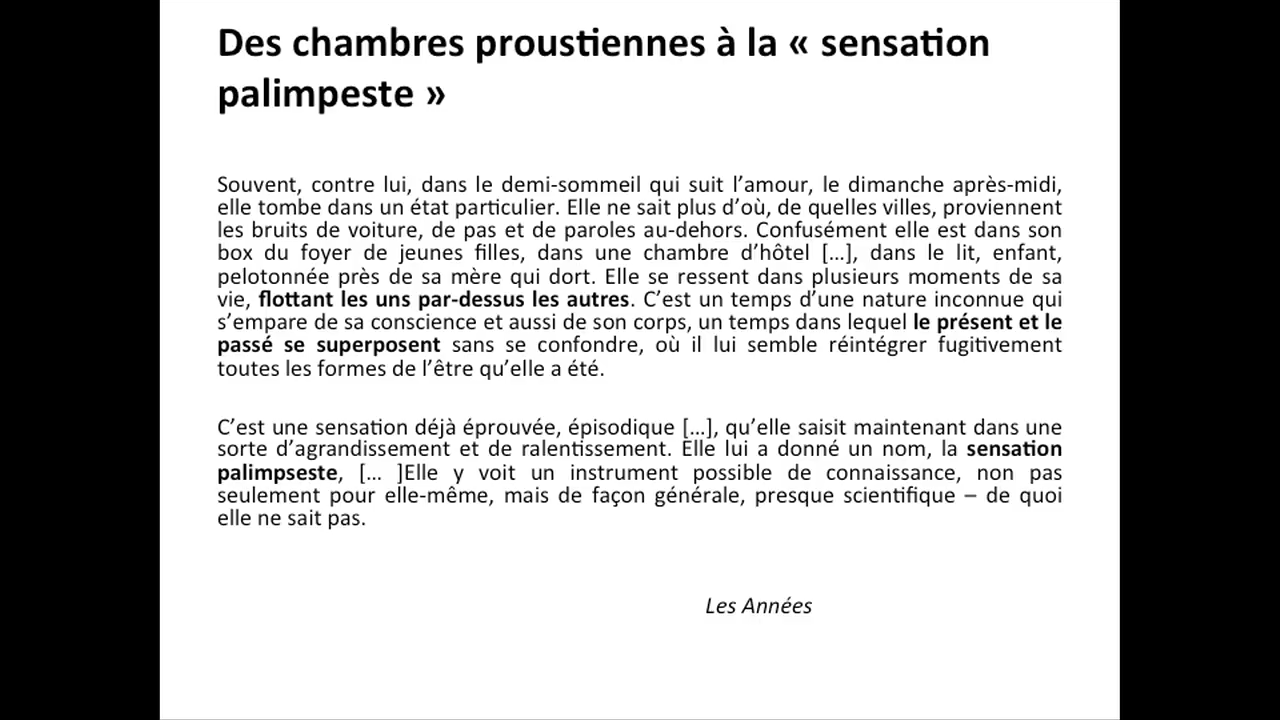 Des chambres proustiennes à la « sensation
palimpeste »
Souvent, contre lui, dans le demi-sommeil qui suit l’amour, le dimanche après-midi,
elle tombe dans un état particulier. Elle ne sait plus d’où, de quelles villes, proviennent
les bruits de voiture, de pas et de paroles au-dehors. Confusément elle est dans son
box du foyer de jeunes filles, dans une chambre d’hôtel […], dans le lit, enfant,
pelotonnée près de sa mère qui dort. Elle se ressent dans plusieurs moments de sa
vie, flottant les uns par-dessus les autres. C’est un temps d’une nature inconnue qui
s’empare de sa conscience et aussi de son corps, un temps dans lequel le présent et le
passé se superposent sans se confondre, où il lui semble réintégrer fugitivement
toutes les formes de l’être qu’elle a été.
C’est une sensation déjà éprouvée, épisodique […], qu’elle saisit maintenant dans une
sorte d’agrandissement et de ralentissement. Elle lui a donné un nom, la sensation
palimpseste, [… ]Elle y voit un instrument possible de connaissance, non pas
seulement pour elle-même, mais de façon générale, presque scientifique – de quoi
elle ne sait pas.
Les Années